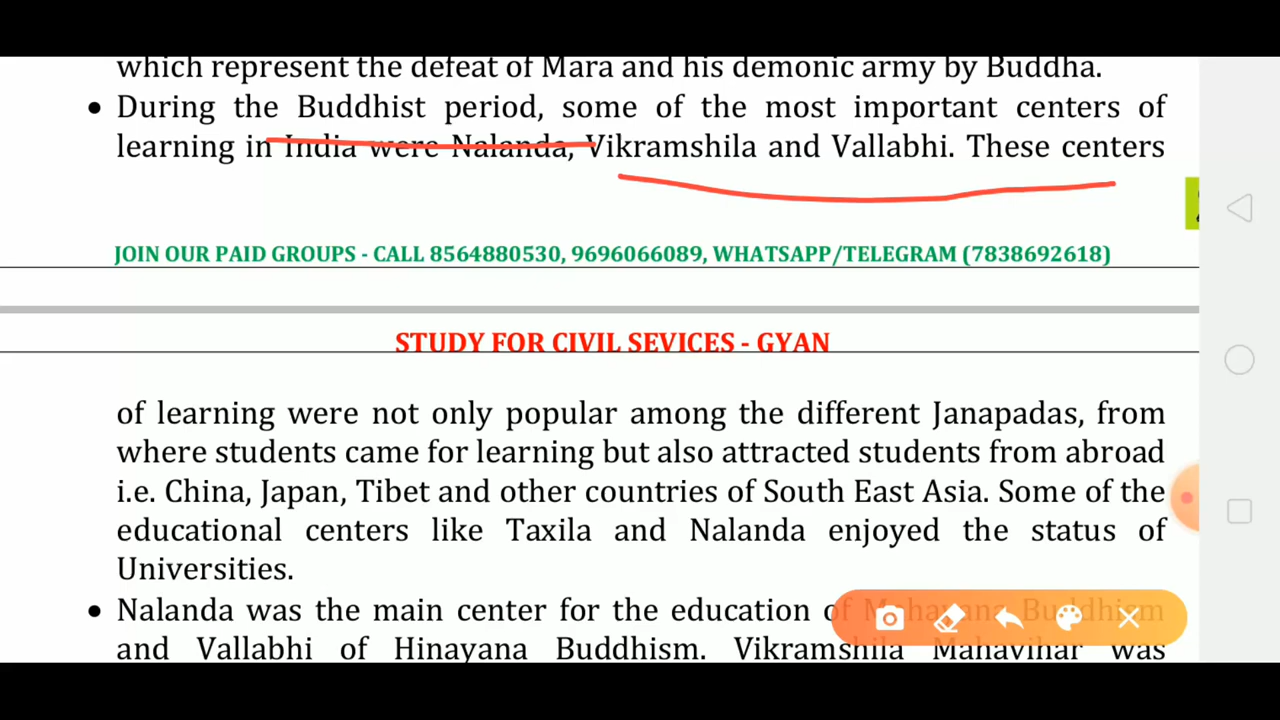 which represent the defeat of Mara and his demonic army by Buddha.
• During the Buddhist period, some of the most important centers of
learning in India were Nalanda, Vikramshila and Vallabhi. These centers
JOIN OUR PAID GROUPS - CALL 8564880530, 9696066089, WHATSAPP/TELEGRAM (7838692618)
STUDY FOR CIVIL SEVICES - GYAN
of learning were not only popular among the different Janapadas, from
where students came for learning but also attracted students from abroad
i.e. China, Japan, Tibet and other countries of South East Asia. Some of the
educational centers like Taxila and Nalanda enjoyed the status of
Universities.
• Nalanda was the main center for the education of Mahayana Buddhism
and Vallabhi of Hinayana Buddhism. Vikramshila Mahavihar was